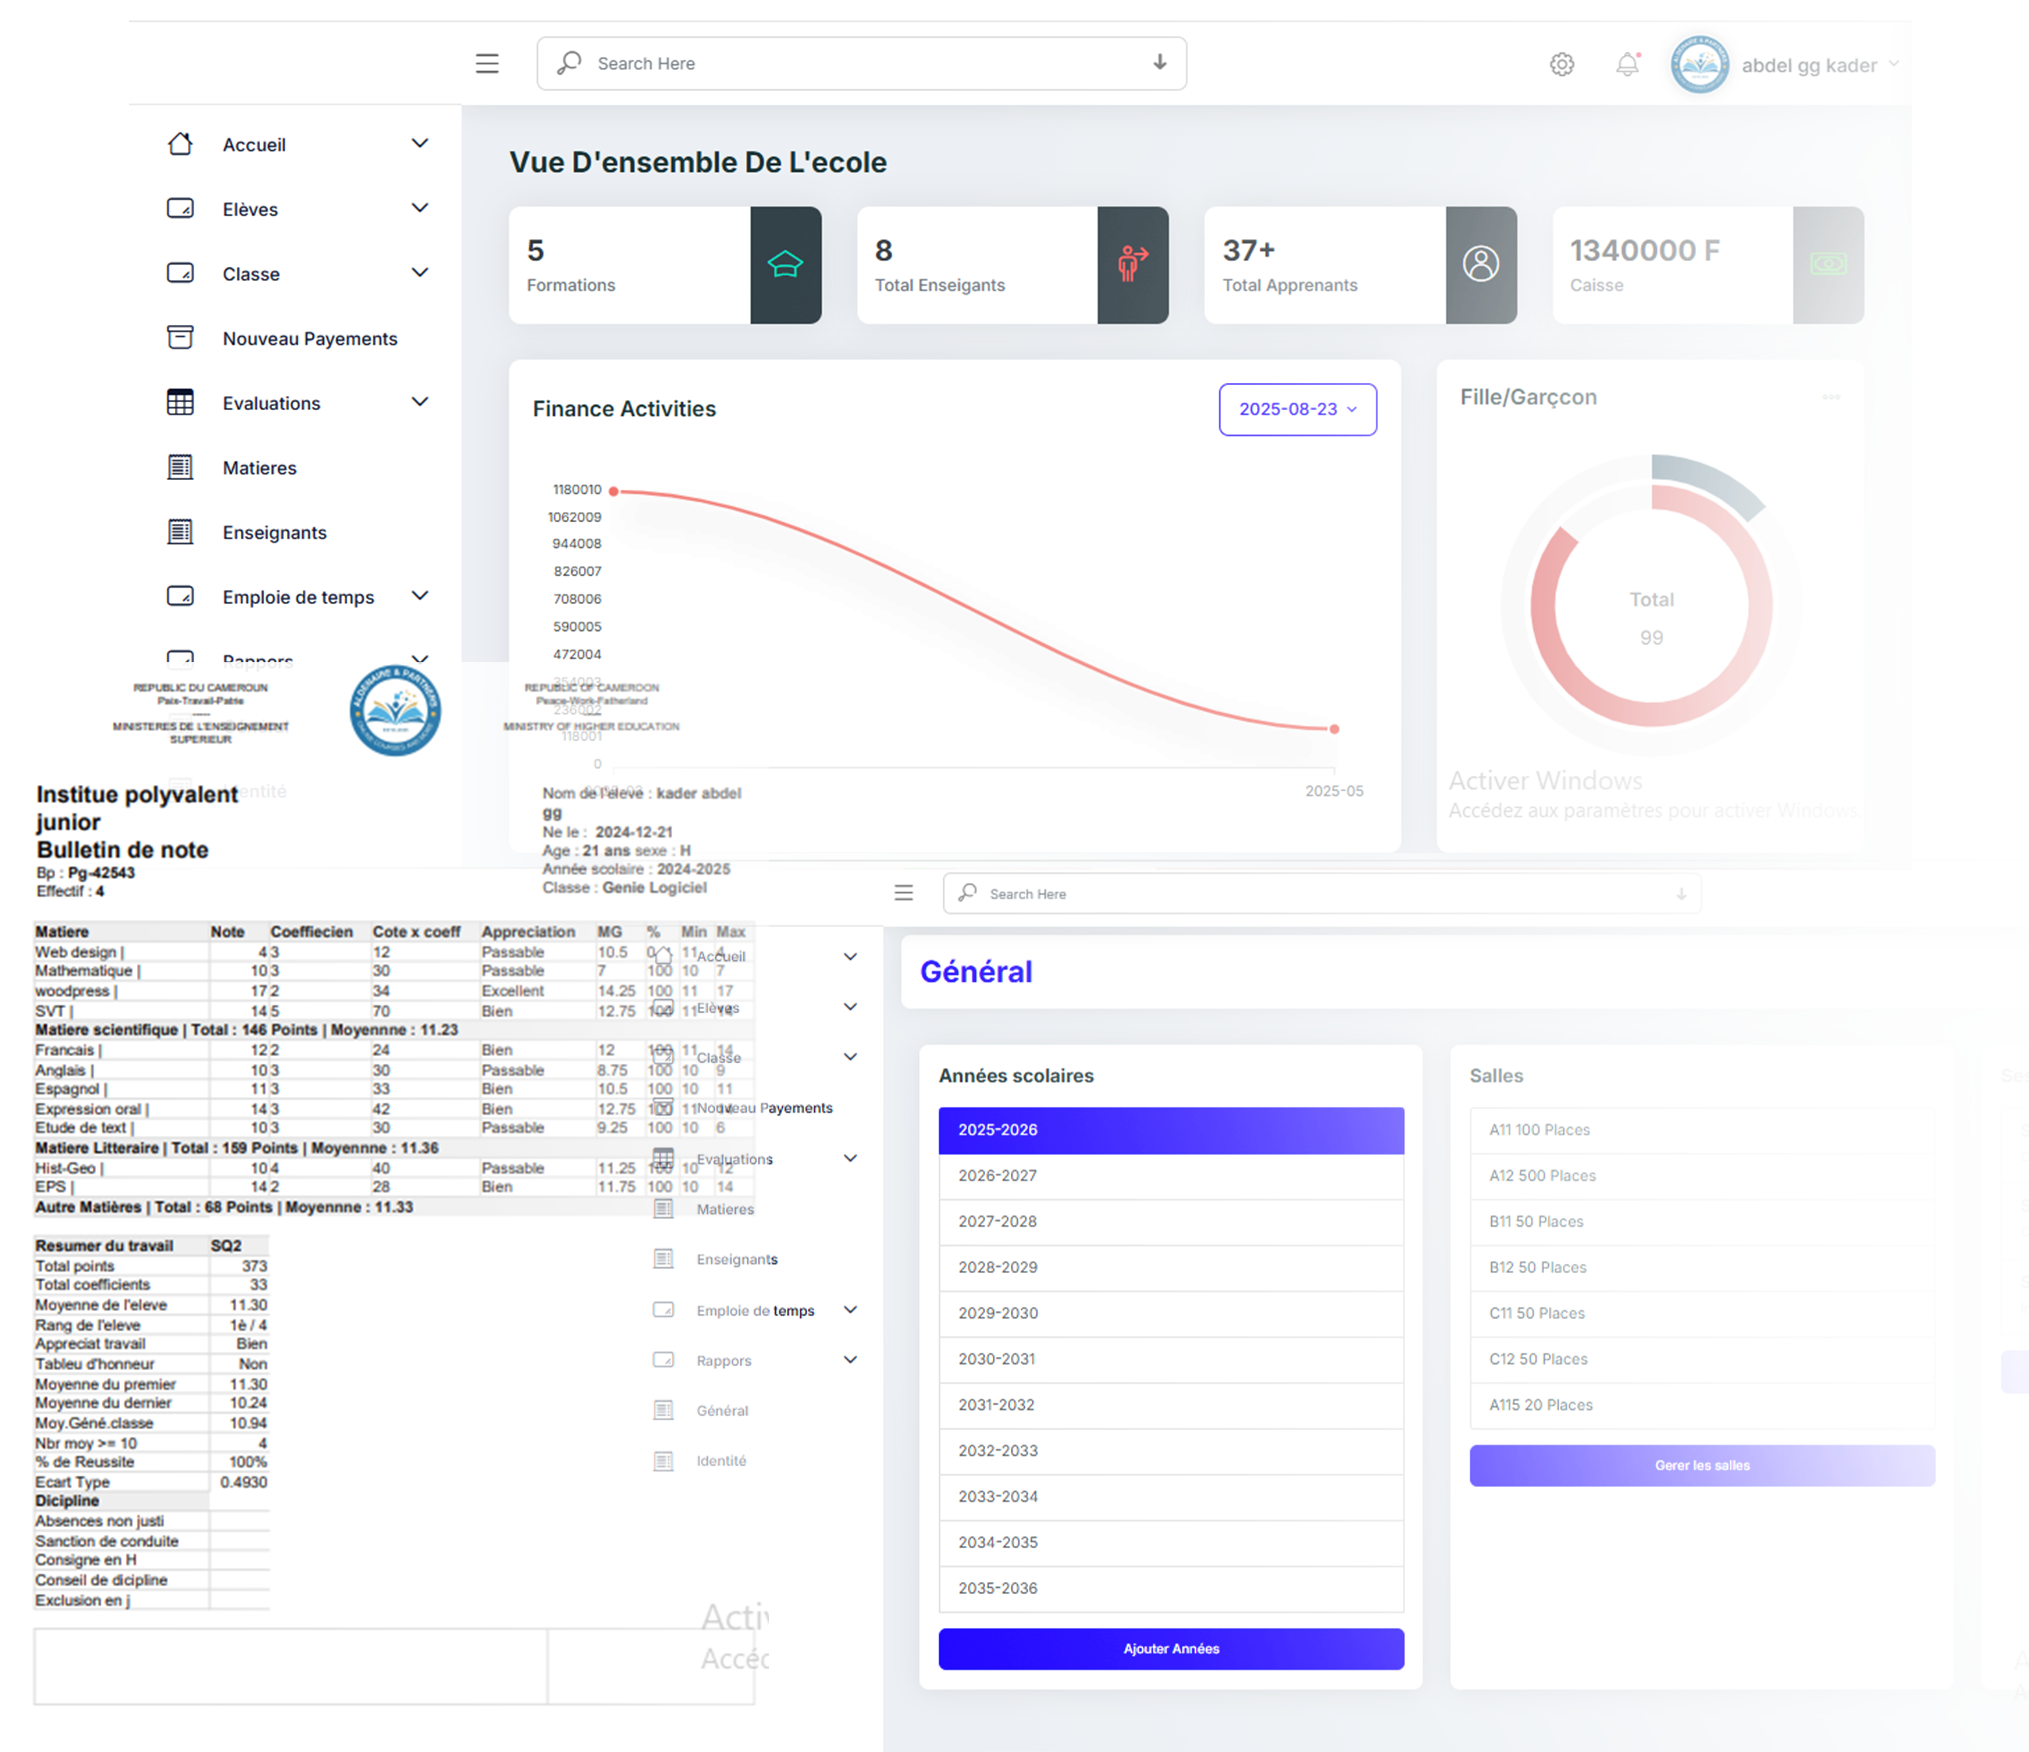 Search Here
abdel gg kader
Accueil
Elèves
Classe
Nouveau Payements
Evaluations
Matieres
Enseignants
Emploie de temps
Rappors
Vue D'ensemble De L'ecole
5
Formations
8
Total Enseigants
37+
Total Apprenants
1340000 F
Caisse
Finance Activities
2025-08-23
1180010
1062009
944008
826007
708006
590005
472004
354003
236002
118001
0
2025-05
Fille/Garçcon
Total
99
Activer Windows
Accédez aux paramètres pour activer Windows.
REPUBLIC DU CAMEROUN
Paix-Travail-Patrie
MINISTERES DE L'ENSEIGNEMENT
SUPERIEUR
ALDENAIRE & PARTNERS
REPUBLIC OF CAMEROON
Peace-Work-Fatherland
MINISTRY OF HIGHER EDUCATION
Institue polyvalent
junior
Bulletin de note
Bp : Pg-42543
Effectif : 4
Nom de l'eleve : kader abdel
gg
Ne le : 2024-12-21
Age : 21 ans sexe : H
Année scolaire : 2024-2025
Classe : Genie Logiciel
Matiere Note Coeffiecien Cote x coeff Appreciation MG % Min Max
Web design | 4 3 12 Passable 10.5 0 11 4
Mathematique | 10 3 30 Passable 7 100 10 7
woodpress | 17 2 34 Excellent 14.25 100 11 17
SVT | 14 5 70 Bien 12.75 100 11 14
Matiere scientifique | Total : 146 Points | Moyennne : 11.23
Francais | 12 2 24 Bien 12 100 11 14
Anglais | 10 3 30 Passable 8.75 100 10 9
Espagnol | 11 3 33 Bien 10.5 100 10 11
Expression oral | 14 3 42 Bien 12.75 100 11 14
Etude de text | 10 3 30 Passable 9.25 100 10 6
Matiere Litteraire | Total : 159 Points | Moyennne : 11.36
Hist-Geo | 10 4 40 Passable 11.25 100 10 12
EPS | 14 2 28 Bien 11.75 100 10 14
Autre Matières | Total : 68 Points | Moyennne : 11.33
Resumer du travail SQ2
Total points 373
Total coefficients 33
Moyenne de l'eleve 11.30
Rang de l'eleve 1è / 4
Appreciat travail Bien
Tableu d'honneur Non
Moyenne du premier 11.30
Moyenne du dernier 10.24
Moy.Géné.classe 10.94
Nbr moy >= 10 4
% de Reussite 100%
Ecart Type 0.4930
Dicipline
Absences non justi
Sanction de conduite
Consigne en H
Conseil de dicipline
Exclusion en j
Search Here
Accueil
Elèves
Classe
Nouveau Payements
Evaluations
Matieres
Enseignants
Emploie de temps
Rappors
Général
Identité
Général
Années scolaires
2025-2026
2026-2027
2027-2028
2028-2029
2029-2030
2030-2031
2031-2032
2032-2033
2033-2034
2034-2035
2035-2036
Ajouter Années
Salles
A11 100 Places
A12 500 Places
B11 50 Places
B12 50 Places
C11 50 Places
C12 50 Places
A115 20 Places
Gerer les salles